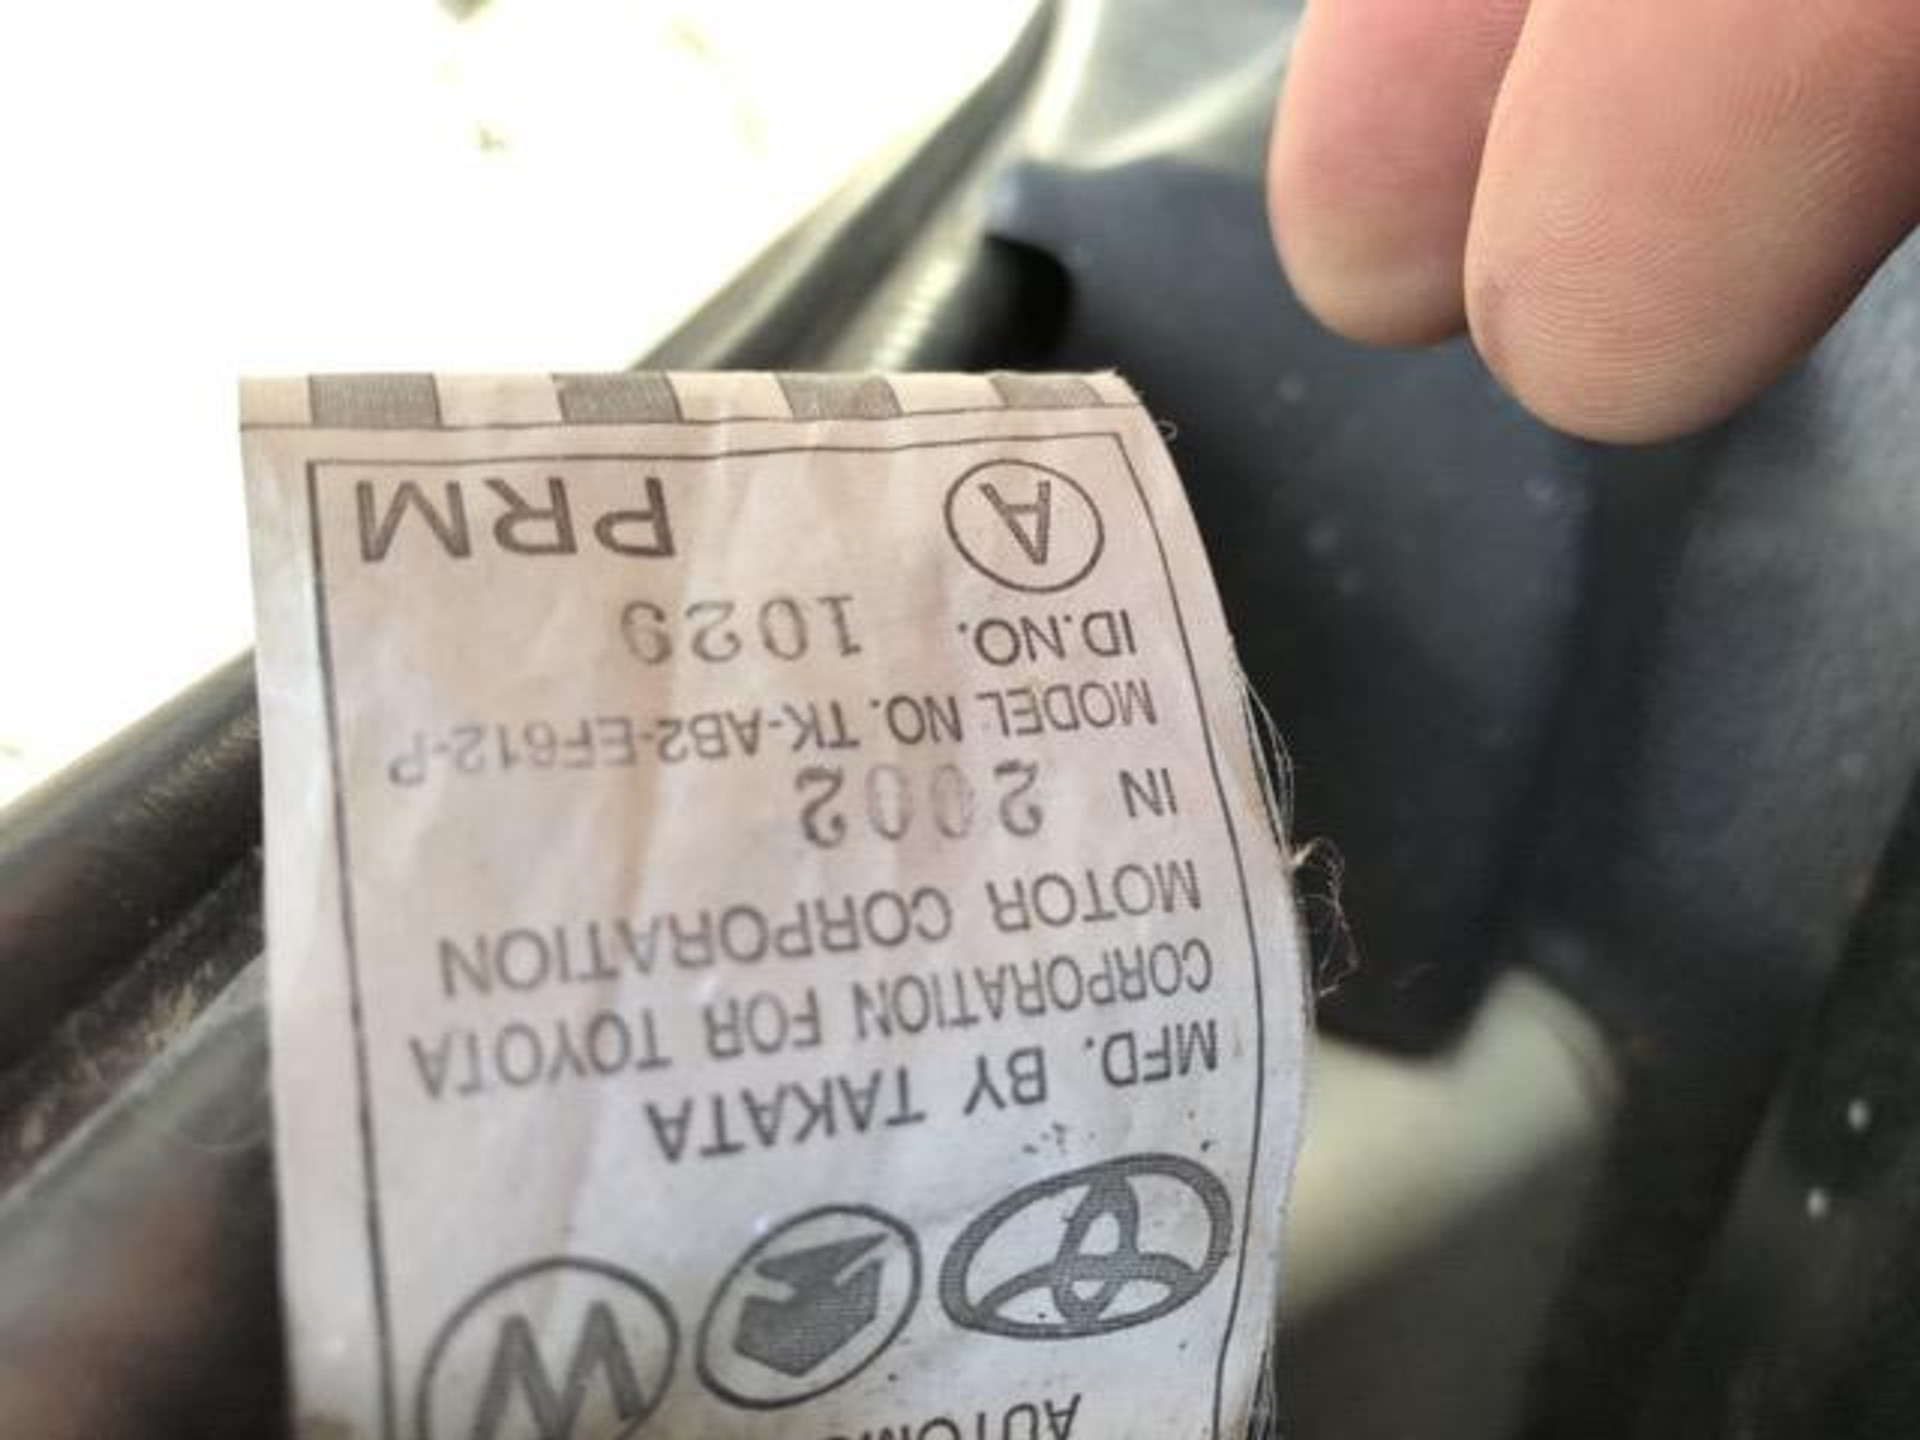 MFD. BY TAKATA
CORPORATION FOR TOYOTA
MOTOR CORPORATION
IN 2002
MODEL NO. TK-AB2-EF612-P
ID.NO. 1029
A PRM